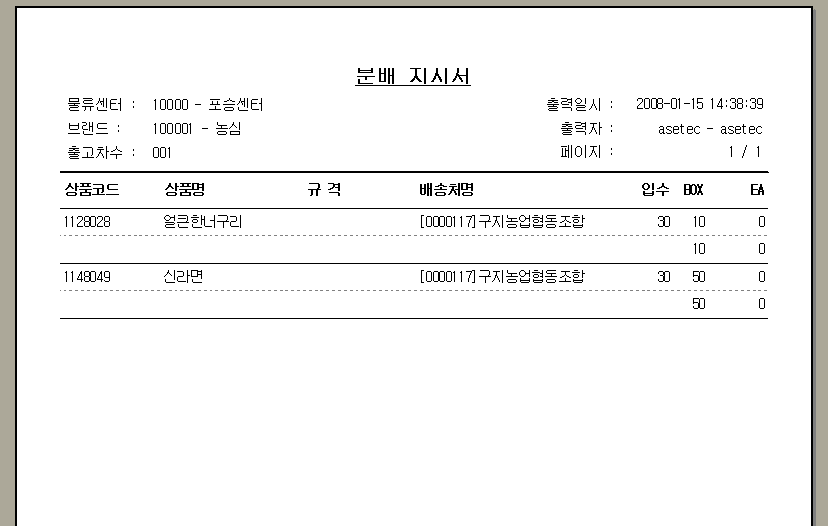 분배 지시서
물류센터 : 10000 - 포승센터 출력일시 : 2008-01-15 14:38:39
브랜드 : 100001 - 농심 출력자 : asetec - asetec
출고차수 : 001 페이지 : 1 / 1
상품코드 상품명 규 격 배송처명 입수 BOX EA
1128028 얼큰한너구리 [0000117]구지농업협동조합 30 10 0
10 0
1148049 신라면 [0000117]구지농업협동조합 30 50 0
50 0